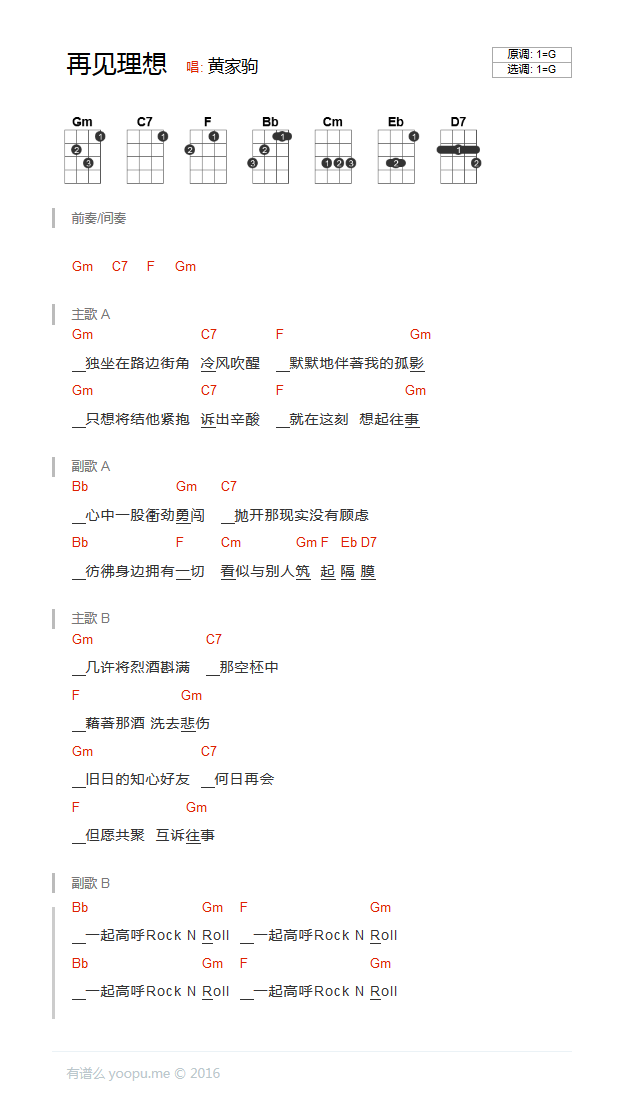 再见理想 唱: 黄家驹
原调: 1=G
选调: 1=G
Gm C7 F Bb Cm Eb D7
1 1 1 1 1 1
2 2 2 1 2 3 2 1
3 3 2
前奏/间奏
Gm C7 F Gm
主歌 A
Gm C7 F Gm
__独坐在路边街角 冷风吹醒 __默默地伴著我的孤影
Gm C7 F Gm
__只想将结他紧抱 诉出辛酸 __就在这刻 想起往事
副歌 A
Bb Gm C7
__心中一股衝劲勇闯 __抛开那现实没有顾虑
Bb F Cm Gm F Eb D7
__彷彿身边拥有一切 看似与别人筑 起 隔 膜
主歌 B
Gm C7
__几许将烈酒斟满 __那空杯中
F Gm
__藉著那酒 洗去悲伤
Gm C7
__旧日的知心好友 __何日再会
F Gm
__但愿共聚 互诉往事
副歌 B
Bb Gm F Gm
__一起高呼Rock N Roll __一起高呼Rock N Roll
Bb Gm F Gm
__一起高呼Rock N Roll __一起高呼Rock N Roll
有谱么 yoopu.me © 2016